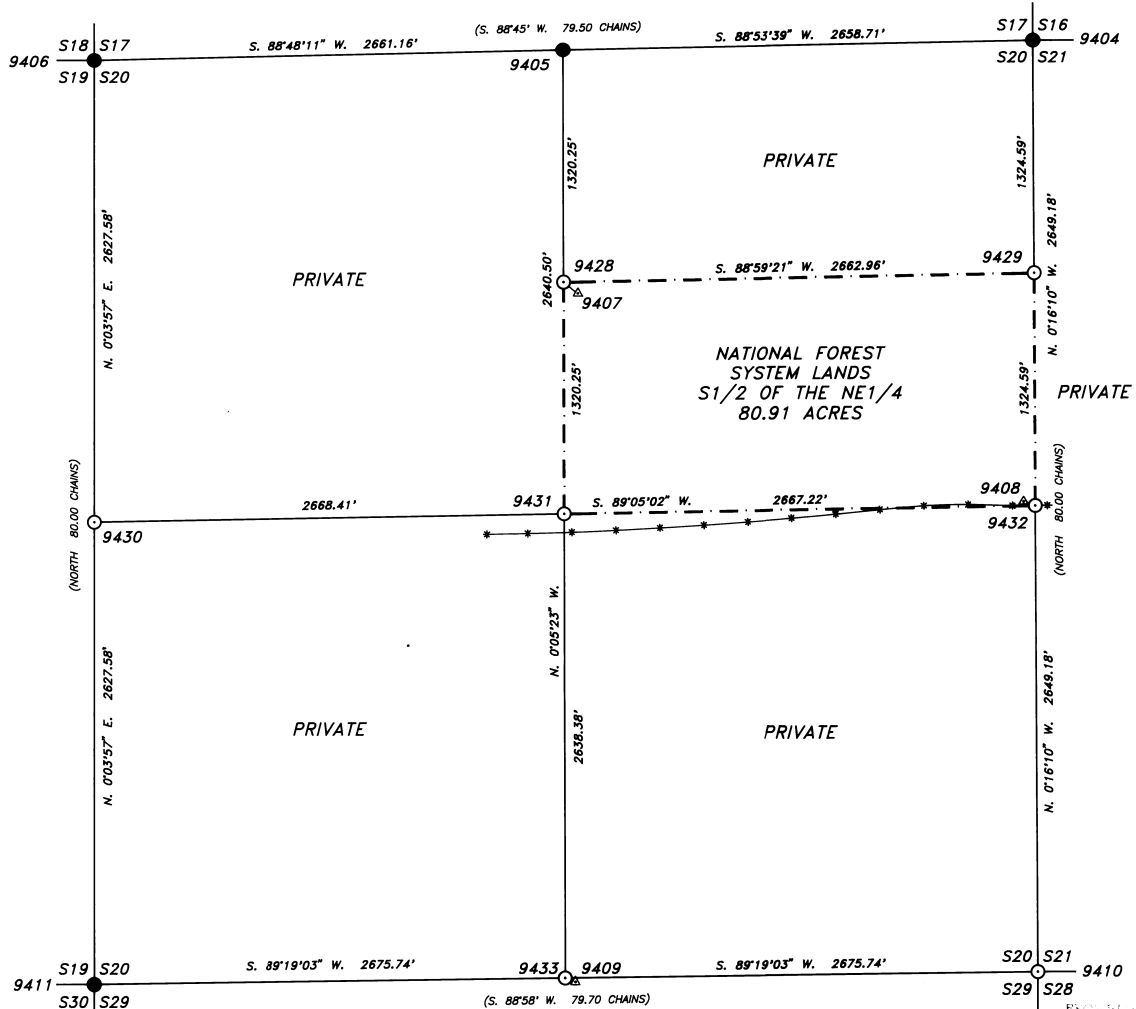 (S. 88°45' W. 79.50 CHAINS)
S18 S17
S. 88°48'11" W. 2661.16'
S. 88°53'39" W. 2658.71'
S17 S16
9406
9405
9404
S19 S20
S20 S21
1320.25'
1324.59'
PRIVATE
N. 0°03'57" E. 2627.58'
N. 0°16'10" W. 2649.18'
PRIVATE
2640.50'
9428
S. 88°59'21" W. 2662.96'
9429
9407
NATIONAL FOREST
SYSTEM LANDS
S1/2 OF THE NE1/4
80.91 ACRES
1320.25'
1324.59'
PRIVATE
(NORTH 80.00 CHAINS)
(NORTH 80.00 CHAINS)
2668.41'
9431
S. 89°05'02" W. 2667.22'
9408
9430
9432
N. 0°05'23" W.
N. 0°03'57" E. 2627.58'
N. 0°16'10" W. 2649.18'
PRIVATE
PRIVATE
2638.38'
S19 S20
S. 89°19'03" W. 2675.74'
9433
9409
S. 89°19'03" W. 2675.74'
S20 S21
9411
9410
S30 S29
(S. 88°58' W. 79.70 CHAINS)
S29 S28